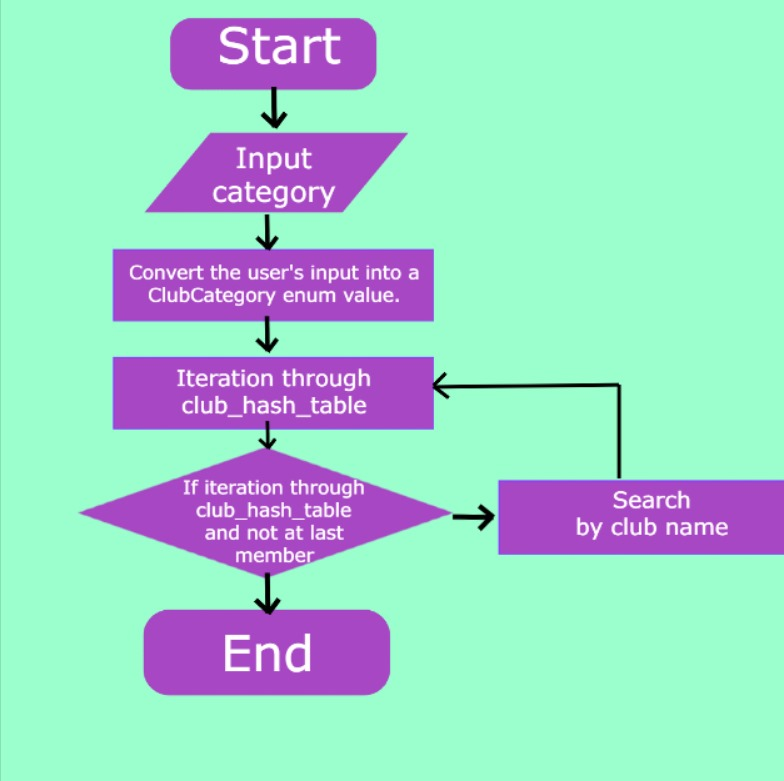 Start
Input
category
Convert the user's input into a
ClubCategory enum value.
Iteration through
club_hash_table
If iteration through
club_hash_table
and not at last
member
Search
by club name
End